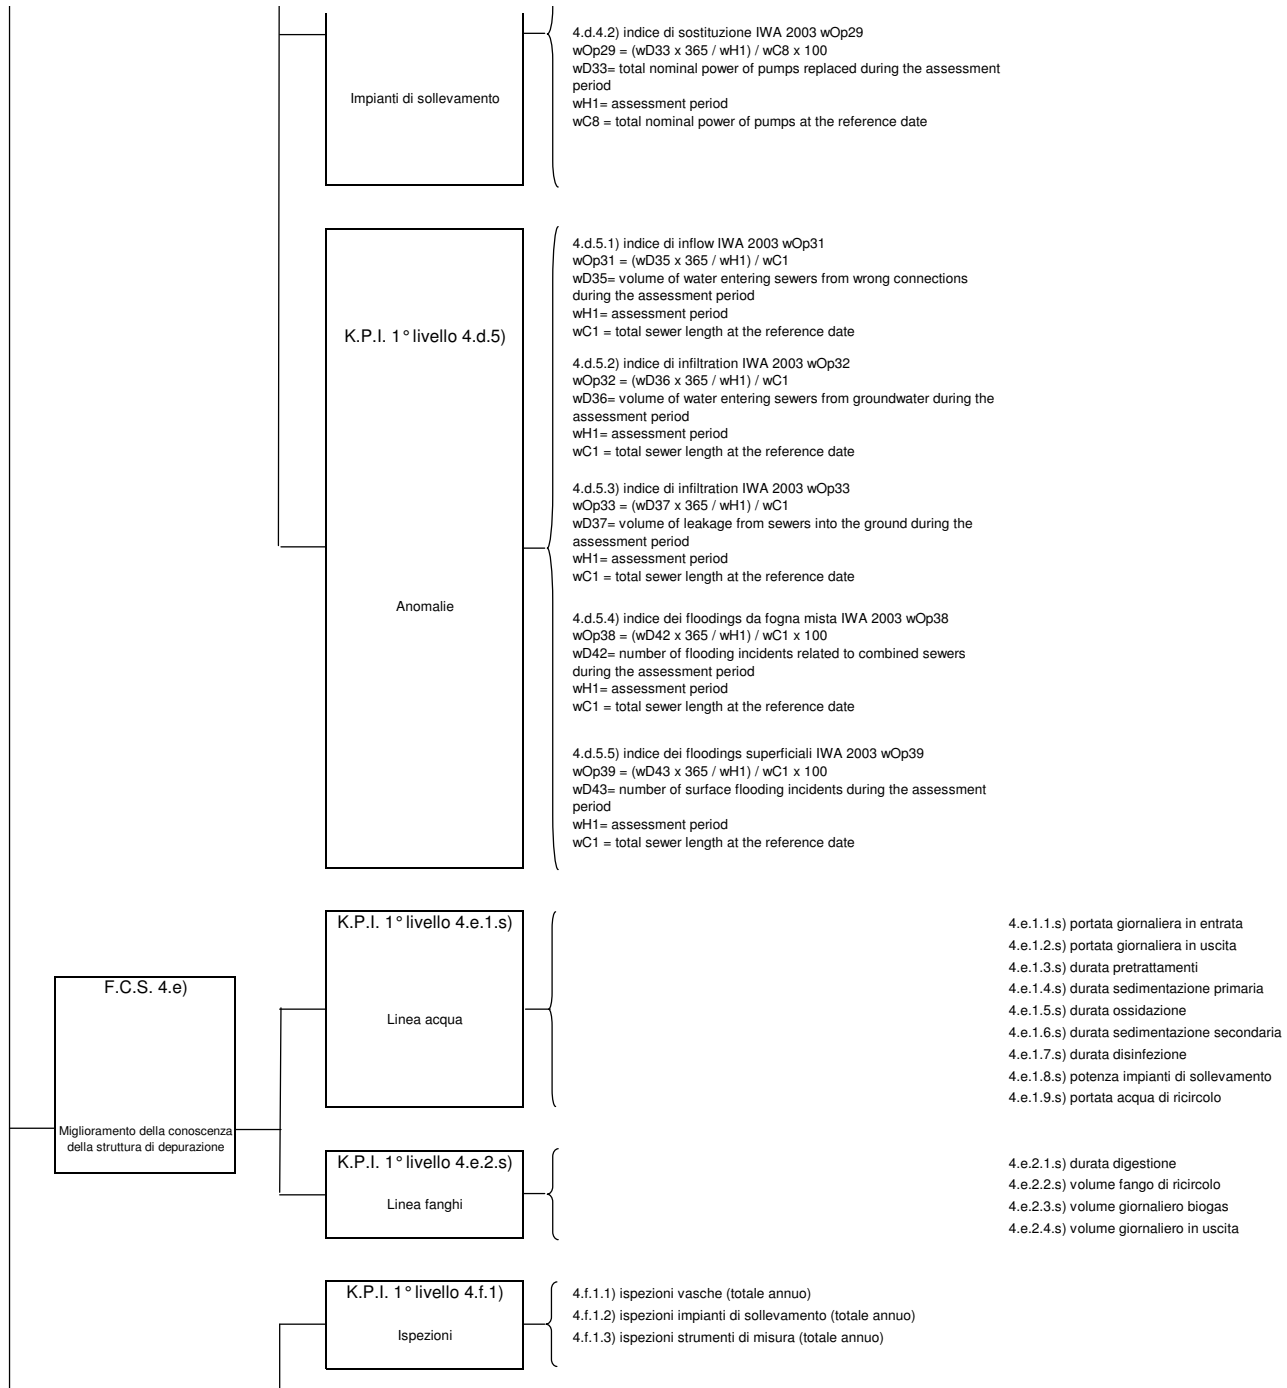 4.d.4.2) indice di sostituzione IWA 2003 wOp29
wOp29 = (wD33 x 365 / wH1) / wC8 x 100
wD33= total nominal power of pumps replaced during the assessment
period
wH1= assessment period
wC8 = total nominal power of pumps at the reference date
Impianti di sollevamento
K.P.I. 1° livello 4.d.5)
Anomalie
4.d.5.1) indice di inflow IWA 2003 wOp31
wOp31 = (wD35 x 365 / wH1) / wC1
wD35= volume of water entering sewers from wrong connections
during the assessment period
wH1= assessment period
wC1 = total sewer length at the reference date
4.d.5.2) indice di infiltration IWA 2003 wOp32
wOp32 = (wD36 x 365 / wH1) / wC1
wD36= volume of water entering sewers from groundwater during the
assessment period
wH1= assessment period
wC1 = total sewer length at the reference date
4.d.5.3) indice di infiltration IWA 2003 wOp33
wOp33 = (wD37 x 365 / wH1) / wC1
wD37= volume of leakage from sewers into the ground during the
assessment period
wH1= assessment period
wC1 = total sewer length at the reference date
4.d.5.4) indice dei floodings da fogna mista IWA 2003 wOp38
wOp38 = (wD42 x 365 / wH1) / wC1 x 100
wD42= number of flooding incidents related to combined sewers
during the assessment period
wH1= assessment period
wC1 = total sewer length at the reference date
4.d.5.5) indice dei floodings superficiali IWA 2003 wOp39
wOp39 = (wD43 x 365 / wH1) / wC1 x 100
wD43= number of surface flooding incidents during the assessment
period
wH1= assessment period
wC1 = total sewer length at the reference date
F.C.S. 4.e)
Miglioramento della conoscenza
della struttura di depurazione
K.P.I. 1° livello 4.e.1.s)
Linea acqua
4.e.1.1.s) portata giornaliera in entrata
4.e.1.2.s) portata giornaliera in uscita
4.e.1.3.s) durata pretrattamenti
4.e.1.4.s) durata sedimentazione primaria
4.e.1.5.s) durata ossidazione
4.e.1.6.s) durata sedimentazione secondaria
4.e.1.7.s) durata disinfezione
4.e.1.8.s) potenza impianti di sollevamento
4.e.1.9.s) portata acqua di ricircolo
K.P.I. 1° livello 4.e.2.s)
Linea fanghi
4.e.2.1.s) durata digestione
4.e.2.2.s) volume fango di ricircolo
4.e.2.3.s) volume giornaliero biogas
4.e.2.4.s) volume giornaliero in uscita
K.P.I. 1° livello 4.f.1)
Ispezioni
4.f.1.1) ispezioni vasche (totale annuo)
4.f.1.2) ispezioni impianti di sollevamento (totale annuo)
4.f.1.3) ispezioni strumenti di misura (totale annuo)